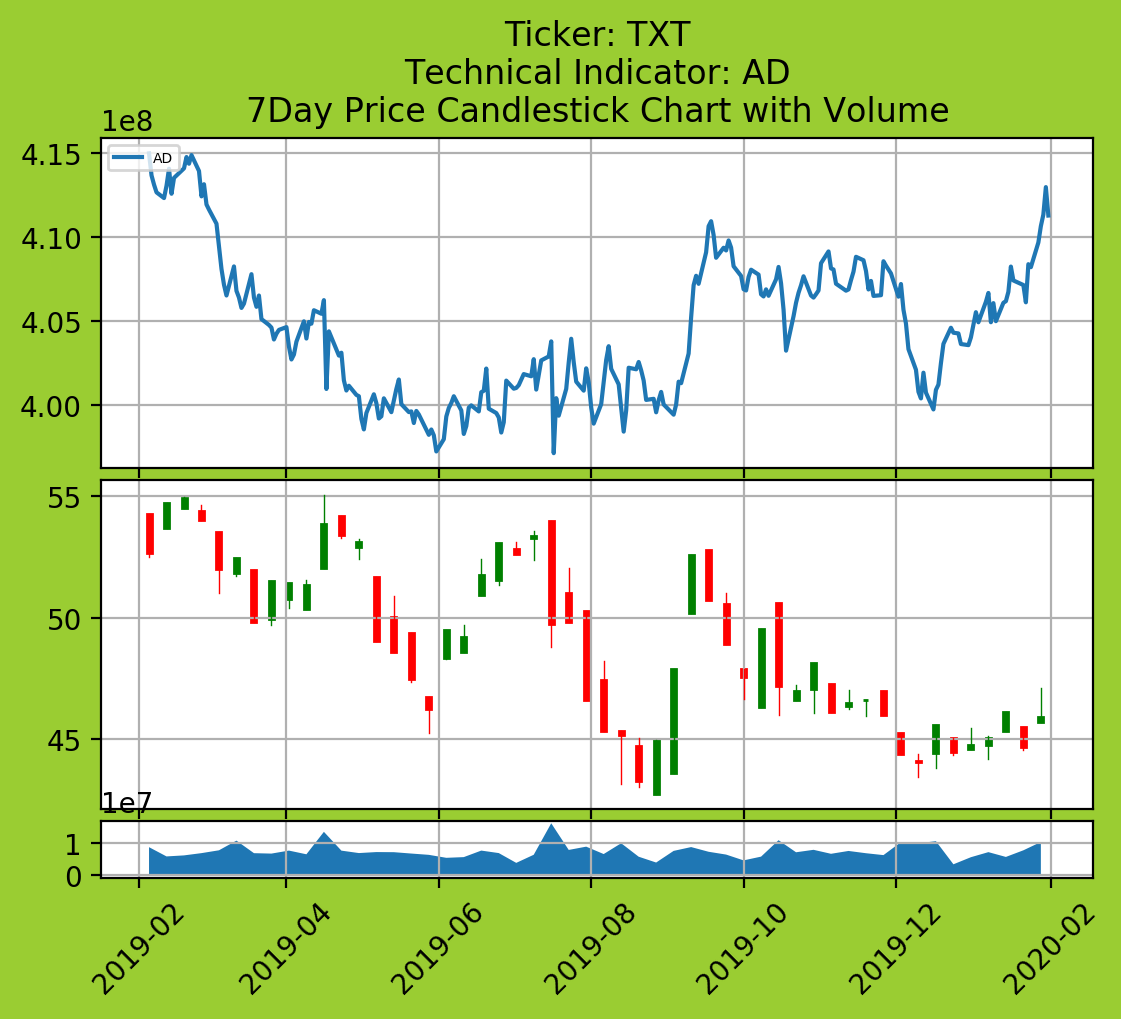 Ticker: TXT
Technical Indicator: AD
7Day Price Candlestick Chart with Volume
1e8
AD
4.15
4.10
4.05
4.00
55
50
45
1e7
1
0
2019-02
2019-04
2019-06
2019-08
2019-10
2019-12
2020-02